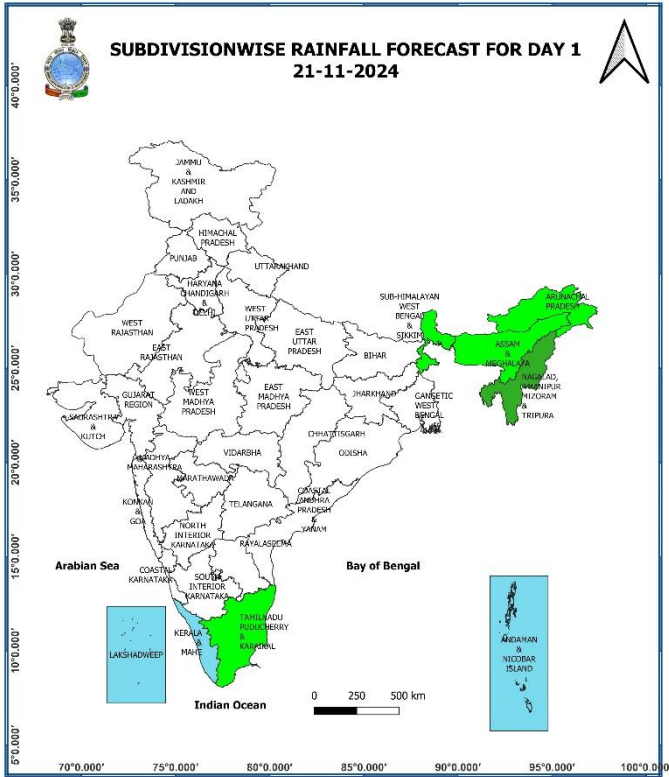 SUBDIVISIONWISE RAINFALL FORECAST FOR DAY 1
21-11-2024
40°0.000'
35°0.000'
30°0.000'
25°0.000'
20°0.000'
15°0.000'
10°0.000'
5°0.000'
JAMMU
&
KASHMIR
AND
LADAKH
HIMACHAL
PRADESH
PUNJAB
UTTARAKHAND
HARYANA
CHANDIGARH
&
DELHI
WEST
UTTAR
PRADESH
EAST
UTTAR
PRADESH
WEST
RAJASTHAN
EAST
RAJASTHAN
BIHAR
SUB-HIMALAYAN
WEST
BENGAL
&
SIKKIM
ARUNACHAL
PRADESH
ASSAM
&
MEGHALAYA
NAGALAD,
MANIPUR
MIZORAM
&
TRIPURA
GUJARAT
REGION
SAURASHTRA
&
KUTCH
WEST
MADHYA
PRADESH
EAST
MADHYA
PRADESH
JHARKHAND
GANGETIC
WEST
BENGAL
CHHATTISGARH
ODISHA
MADHYA
MAHARASHTRA
VIDARBHA
MARATHAWADA
KONKAN
&
GOA
TELANGANA
COASTAL
ANDHRA
PRADESH
&
YANAM
NORTH
INTERIOR
KARNATAKA
RAYALASEEMA
Arabian Sea
COASTAL
KARNATAKA
SOUTH
INTERIOR
KARNATAKA
Bay of Bengal
LAKSHADWEEP
KERALA
&
MAHE
TAMILNADU
PUDUCHERRY
&
KARAIKAL
ANDAMAN
&
NICOBAR
ISLAND
Indian Ocean
0 250 500 km
70°0.000' 75°0.000' 80°0.000' 85°0.000' 90°0.000' 95°0.000' 100°0.000'